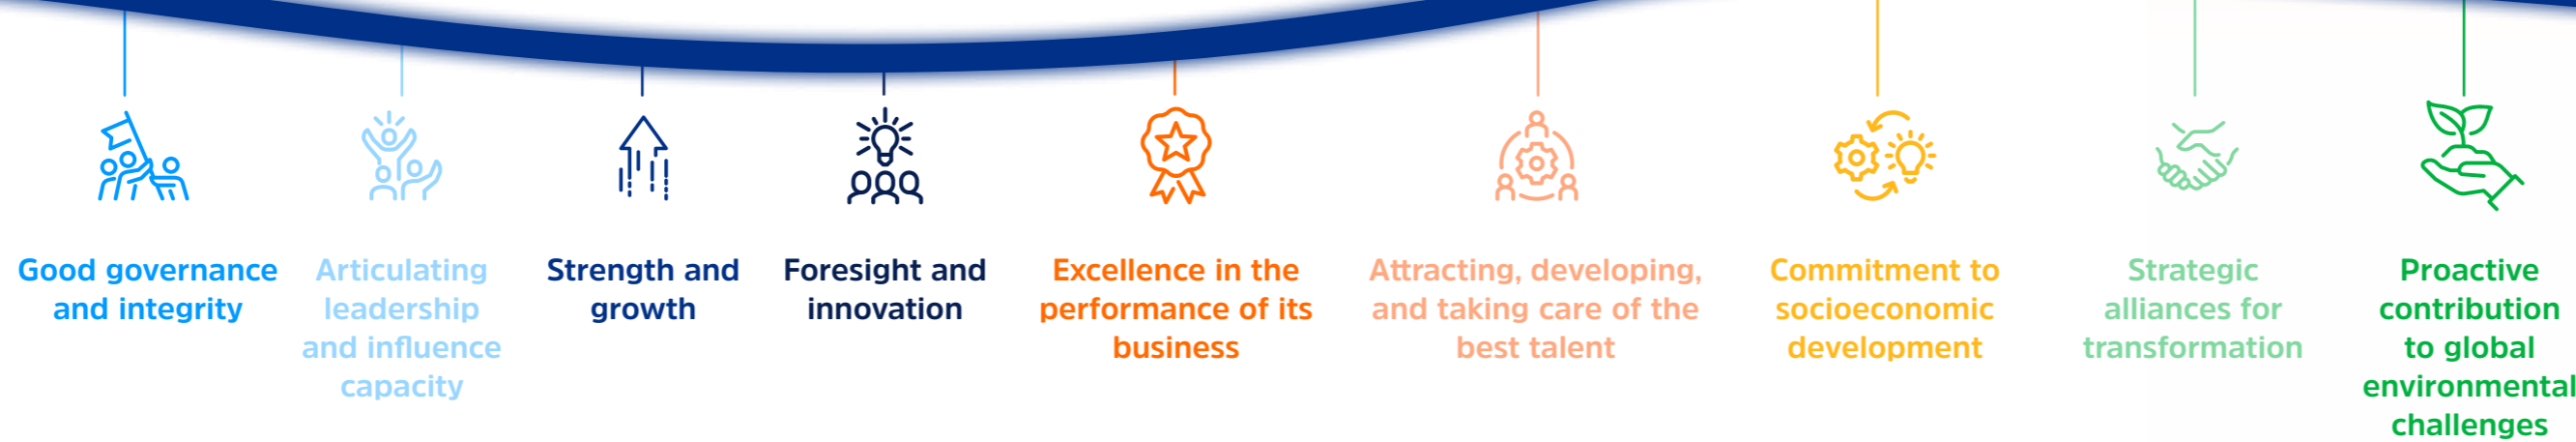 Good governance
and integrity
Articulating
leadership
and influence
capacity
Strength and
growth
Foresight and
innovation
Excellence in the
performance of its
business
Attracting, developing,
and taking care of the
best talent
Commitment to
socioeconomic
development
Strategic
alliances for
transformation
Proactive
contribution
to global
environmental
challenges